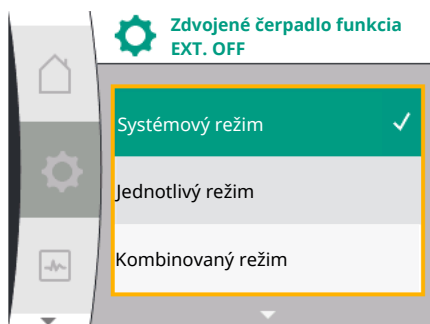 Zdvojené čerpadlo funkcia
EXT. OFF
Systémový režim
Jednotlivý režim
Kombinovaný režim